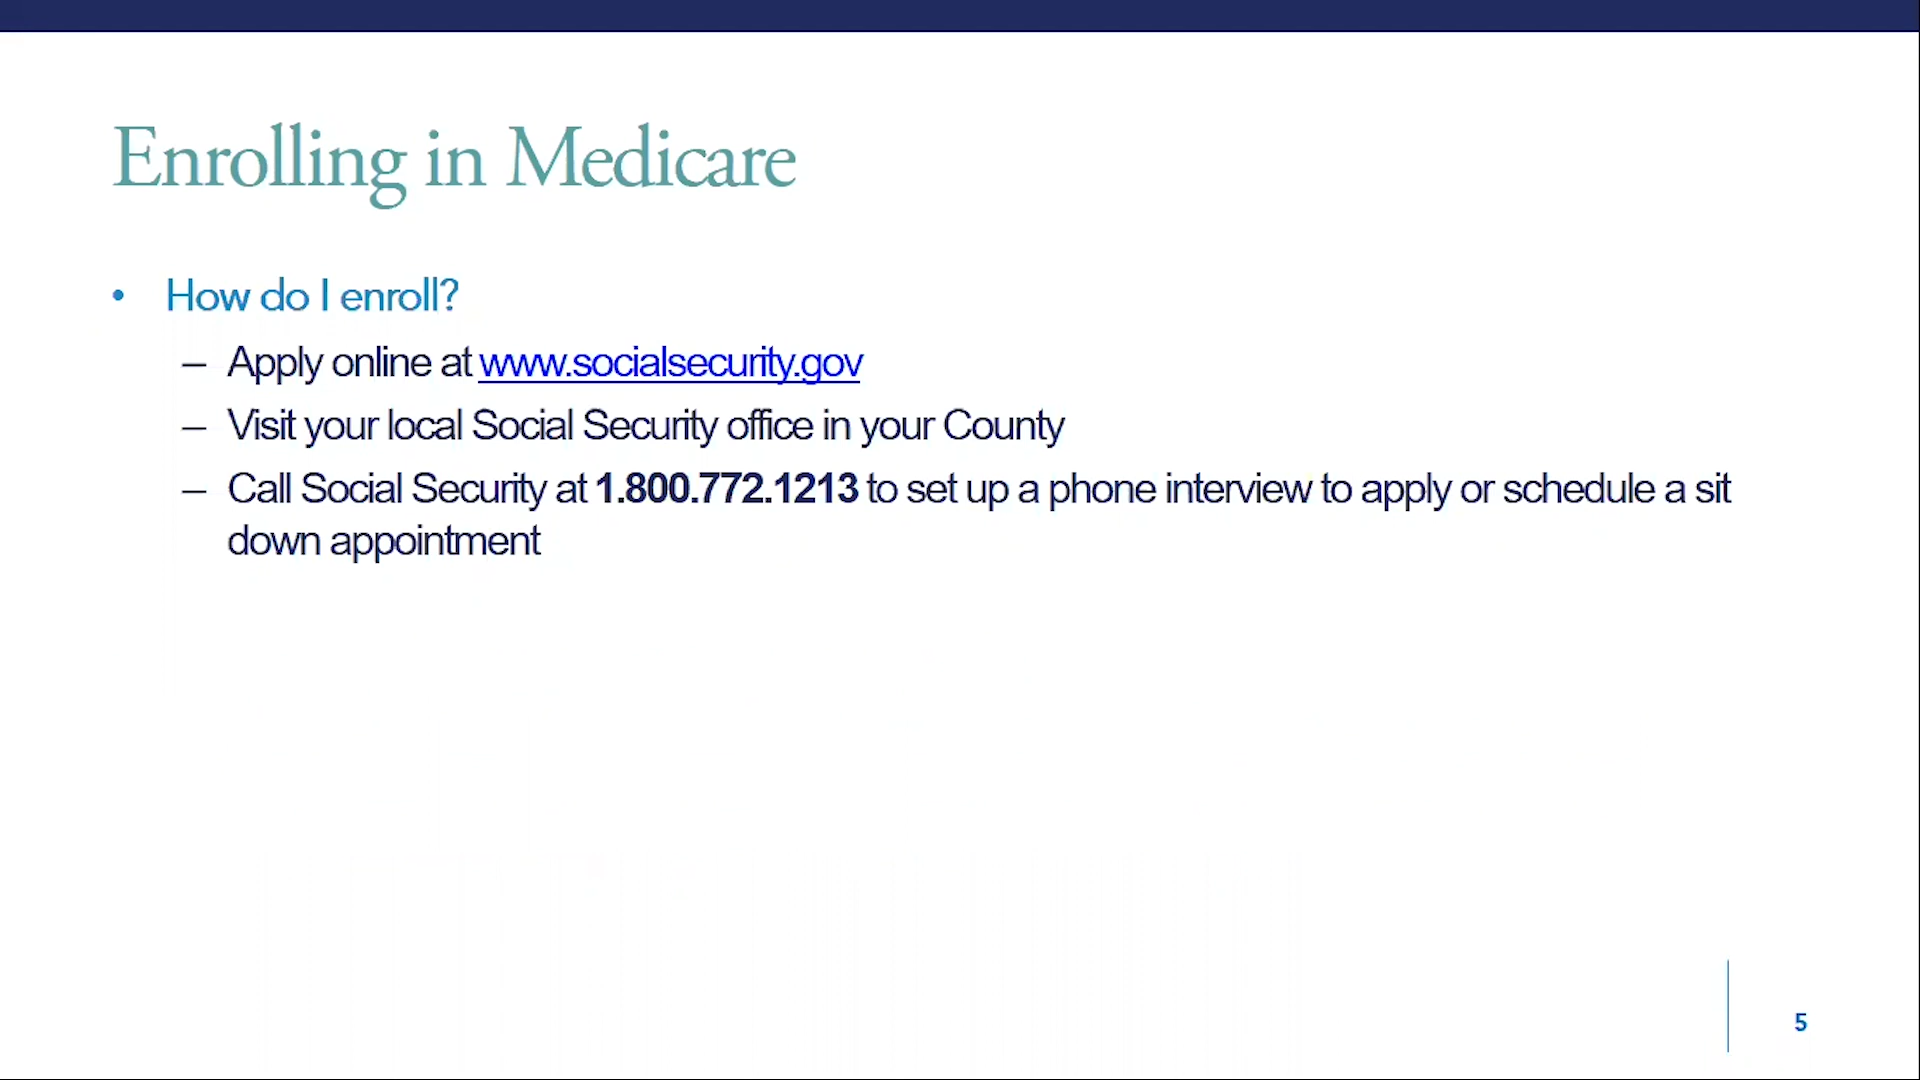 Enrolling in Medicare
• How do I enroll?
– Apply online at www.socialsecurity.gov
– Visit your local Social Security office in your County
– Call Social Security at 1.800.772.1213 to set up a phone interview to apply or schedule a sit
down appointment
5